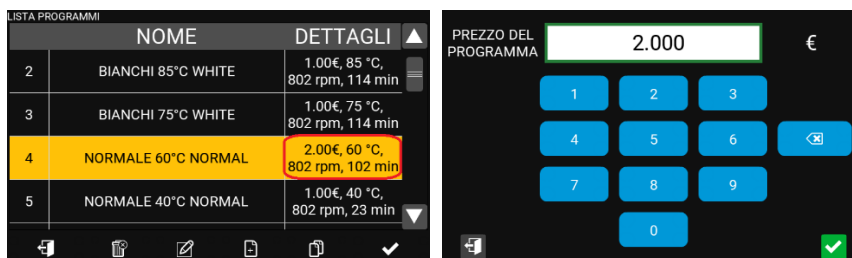 LISTA PROGRAMMI
NOME DETTAGLI
2 BIANCHI 85°C WHITE 1.00€, 85 °C,
802 rpm, 114 min
3 BIANCHI 75°C WHITE 1.00€, 75 °C,
802 rpm, 114 min
4 NORMALE 60°C NORMAL 2.00€, 60 °C,
802 rpm, 102 min
5 NORMALE 40°C NORMAL 1.00€, 40 °C,
802 rpm, 23 min
PREZZO DEL
PROGRAMMA
2.000 €
1 2 3
4 5 6
7 8 9
0